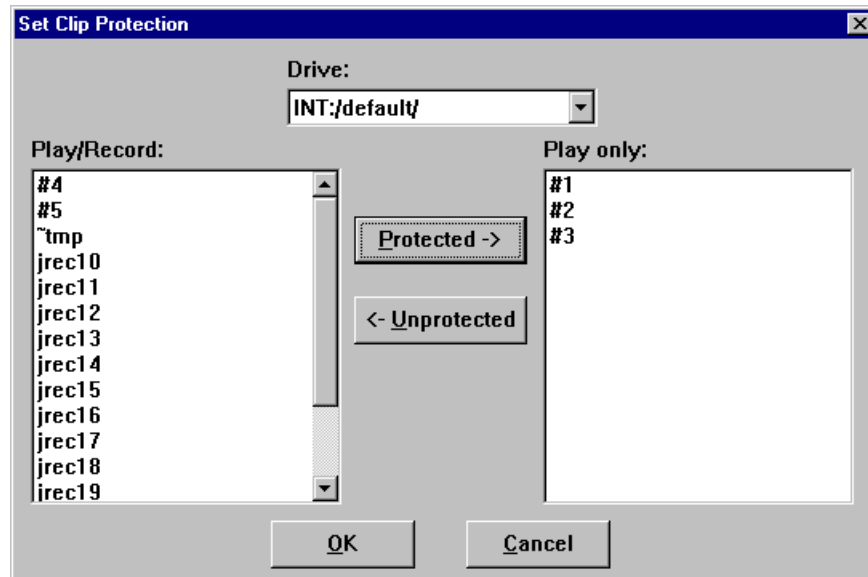 Set Clip Protection
Drive:
INT:/default/
Play/Record:
#4
#5
~tmp
jrec10
jrec11
jrec12
jrec13
jrec14
jrec15
jrec16
jrec17
jrec18
jrec19
Protected ->
<- Unprotected
Play only:
#1
#2
#3
OK
Cancel